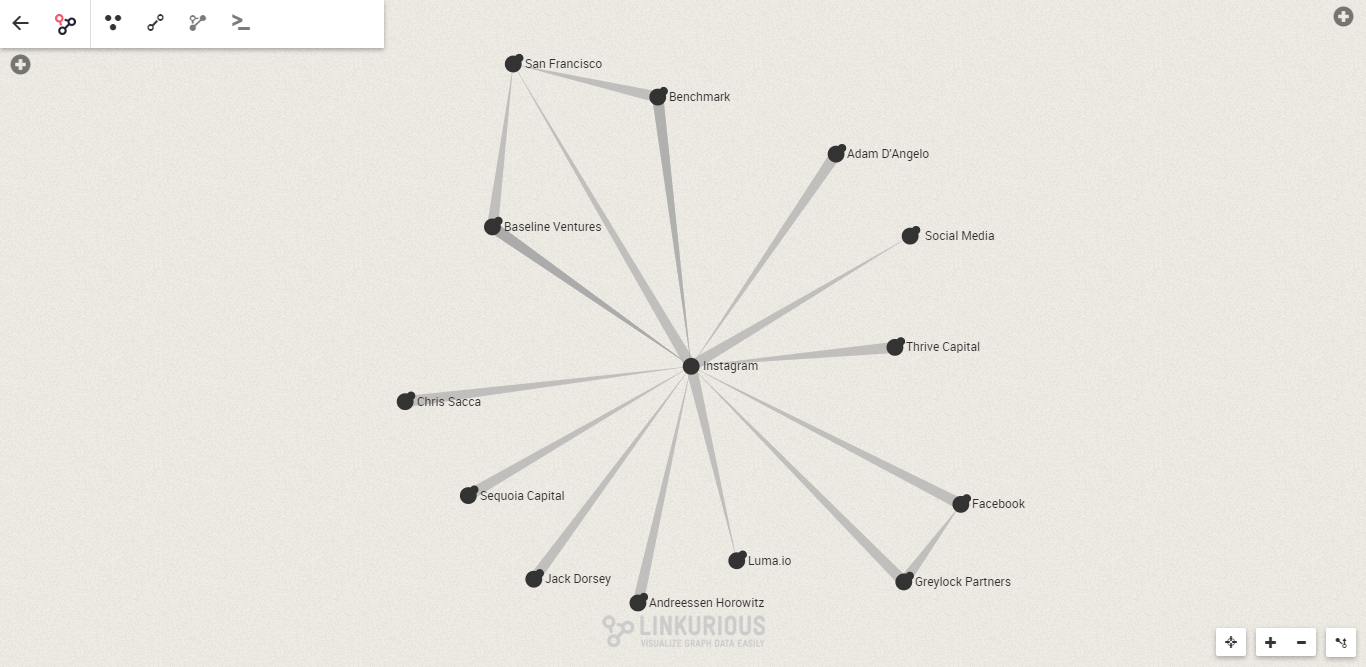 San Francisco
Benchmark
Adam D'Angelo
Baseline Ventures
Social Media
Thrive Capital
Instagram
Chris Sacca
Sequoia Capital
Facebook
Luma.io
Jack Dorsey
Greylock Partners
Andreessen Horowitz
LINKURIOUS
VISUALIZE GRAPH DATA EASILY